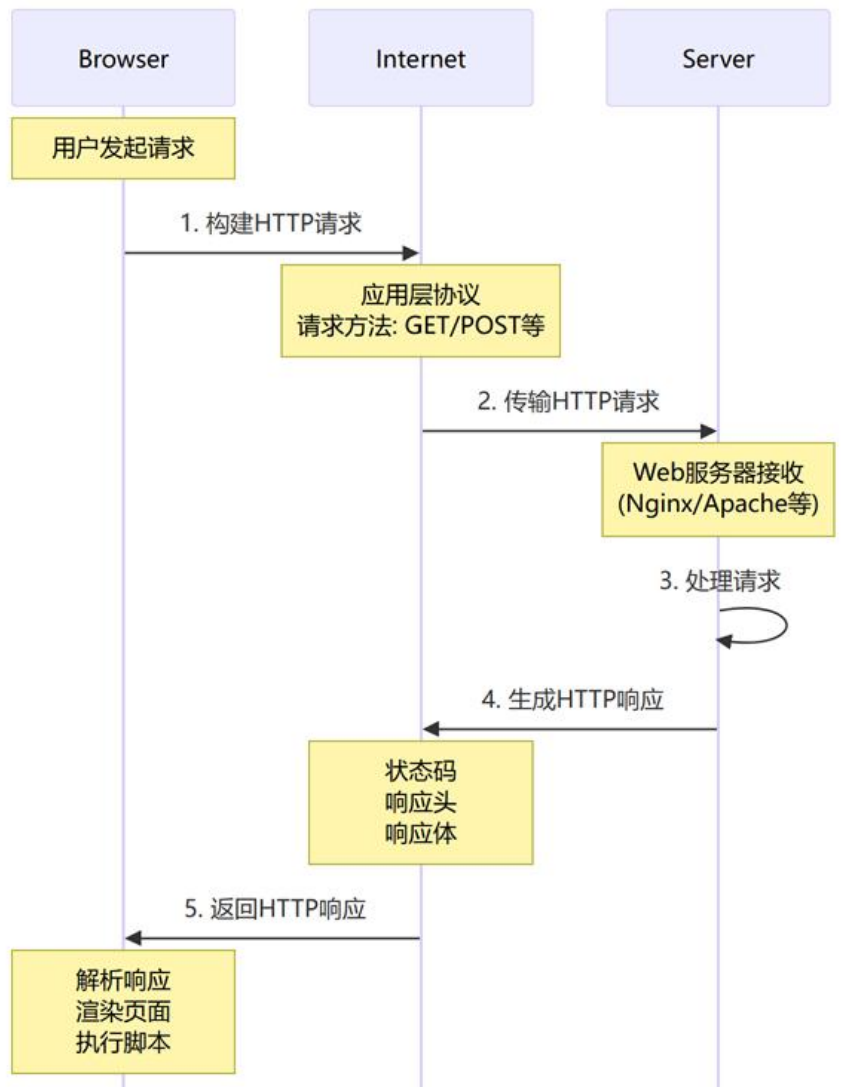 Browser
Internet
Server
用户发起请求
1. 构建HTTP请求
应用层协议
请求方法: GET/POST等
2. 传输HTTP请求
Web服务器接收
(Nginx/Apache等)
3. 处理请求
4. 生成HTTP响应
状态码
响应头
响应体
5. 返回HTTP响应
解析响应
渲染页面
执行脚本